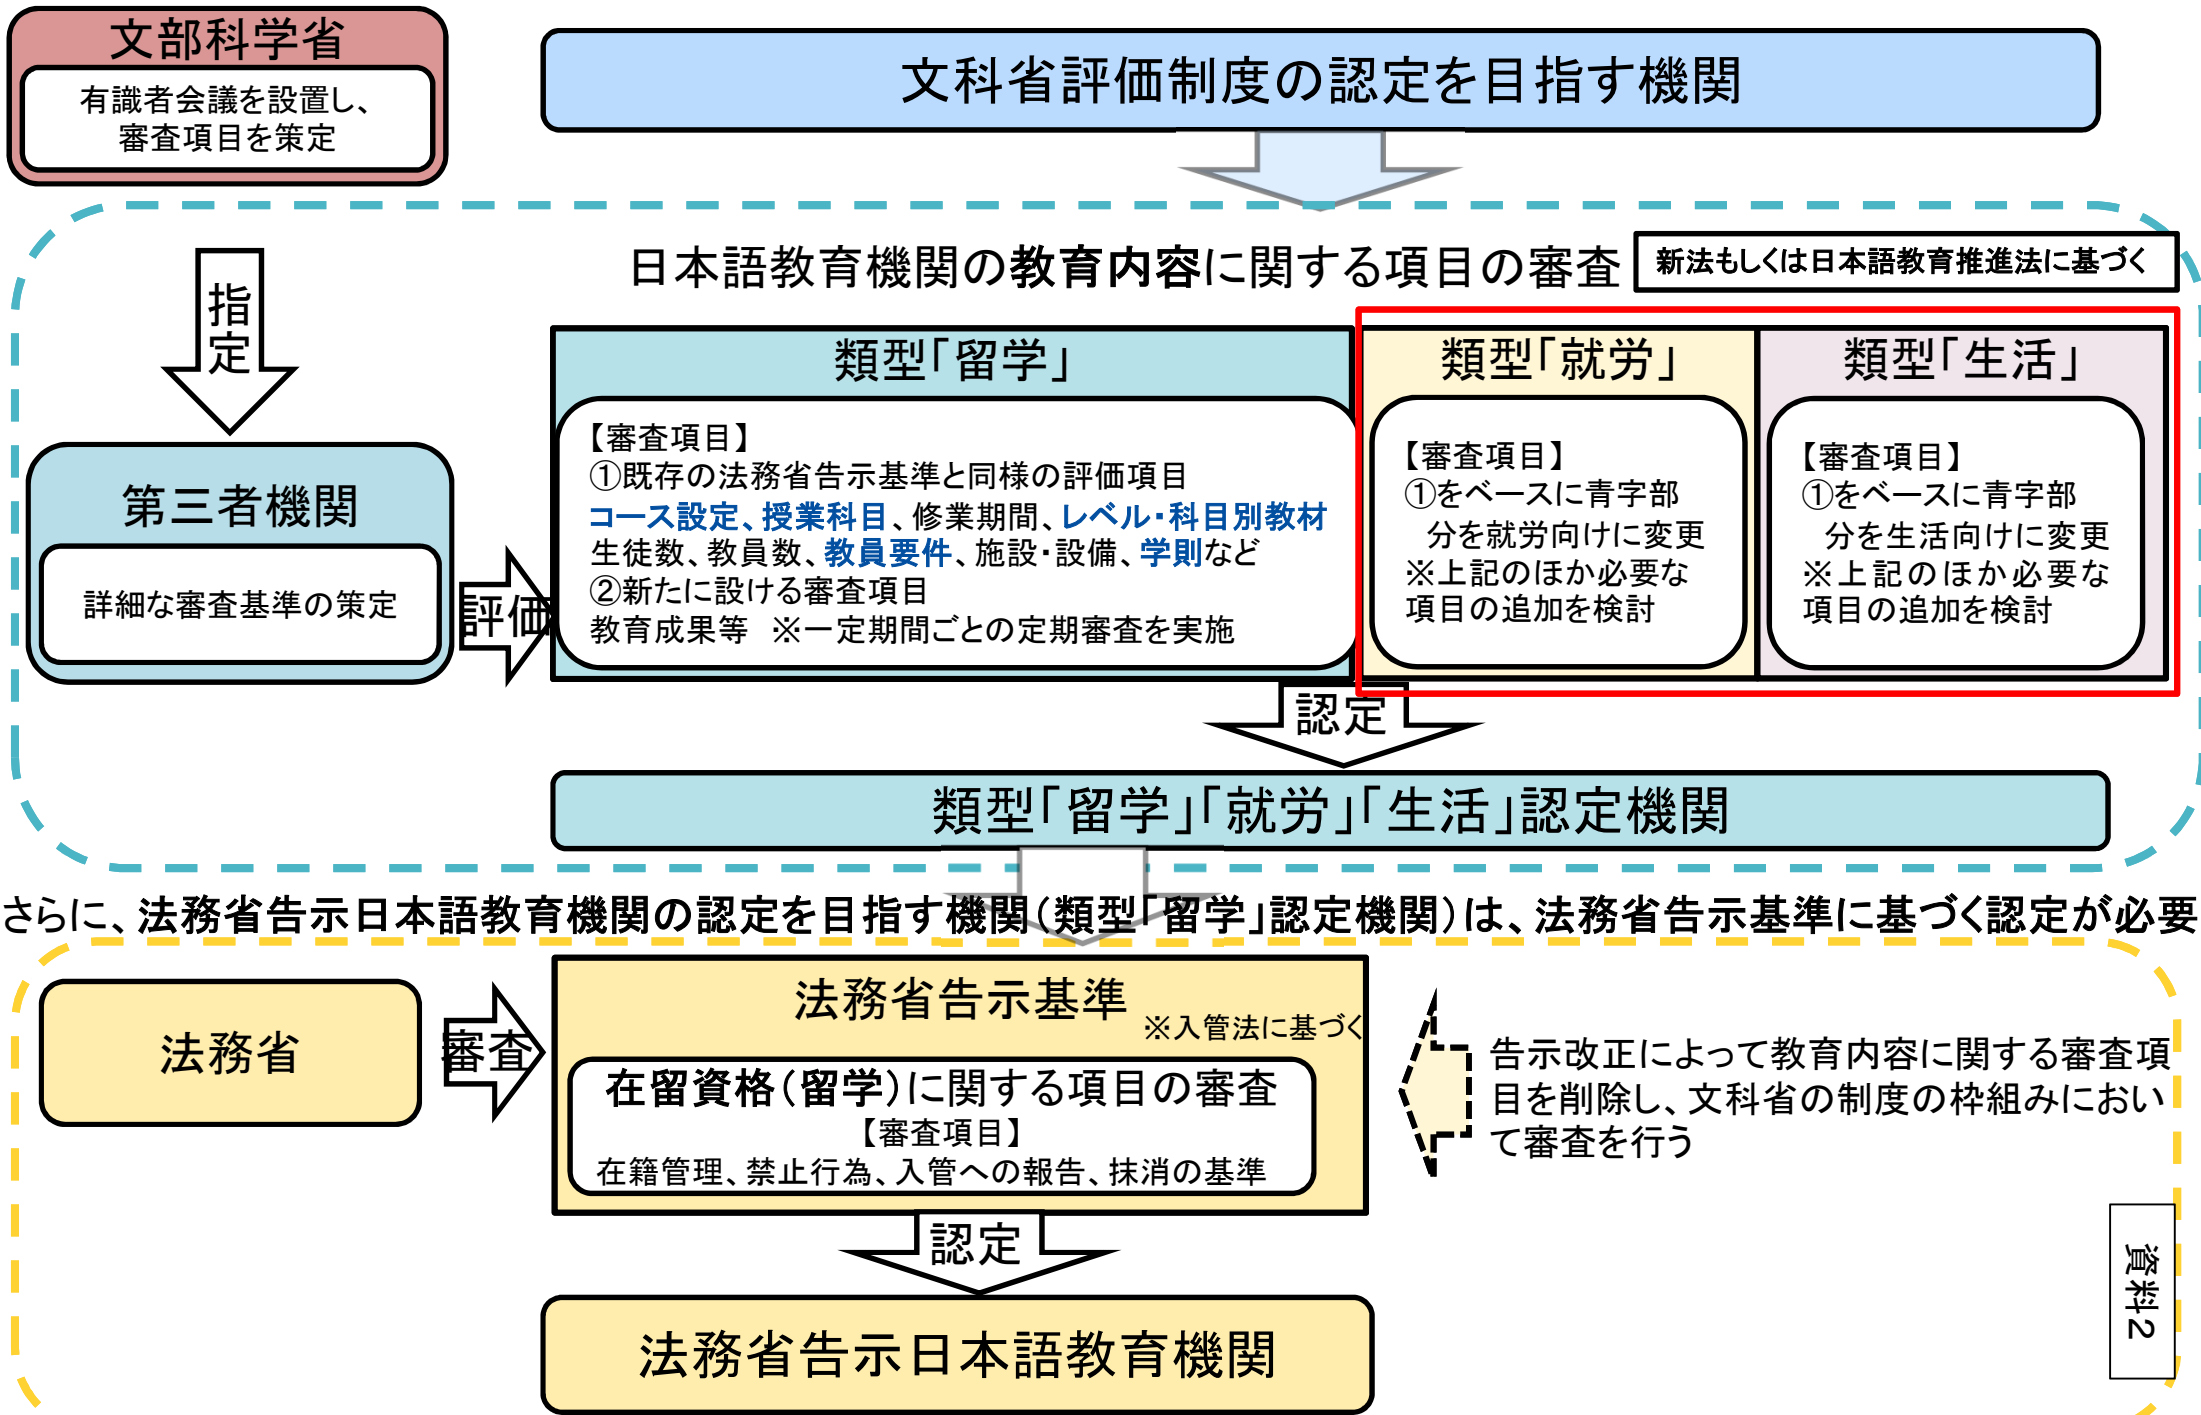 文部科学省
有識者会議を設置し、
審査項目を策定
文科省評価制度の認定を目指す機関
指定
日本語教育機関の教育内容に関する項目の審査
新法もしくは日本語教育推進法に基づく
第三者機関
詳細な審査基準の策定
評価
類型「留学」
【審査項目】
①既存の法務省告示基準と同様の評価項目
コース設定、授業科目、修業期間、レベル・科目別教材
生徒数、教員数、教員要件、施設・設備、学則など
②新たに設ける審査項目
教育成果等　※一定期間ごとの定期審査を実施
類型「就労」
【審査項目】
①をベースに青字部
分を就労向けに変更
※上記のほか必要な
項目の追加を検討
類型「生活」
【審査項目】
①をベースに青字部
分を生活向けに変更
※上記のほか必要な
項目の追加を検討
認定
類型「留学」「就労」「生活」認定機関
さらに、法務省告示日本語教育機関の認定を目指す機関（類型「留学」認定機関）は、法務省告示基準に基づく認定が必要
法務省
審査
法務省告示基準
※入管法に基づく
在留資格（留学）に関する項目の審査
【審査項目】
在籍管理、禁止行為、入管への報告、抹消の基準
告示改正によって教育内容に関する審査項
目を削除し、文科省の制度の枠組みにおい
て審査を行う
認定
法務省告示日本語教育機関
資料２